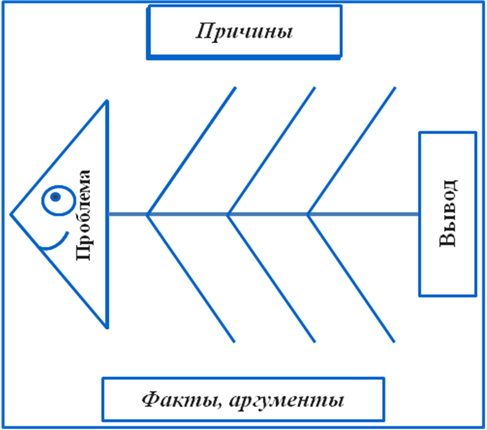 Причины
Проблема
Вывод
Факты, аргументы